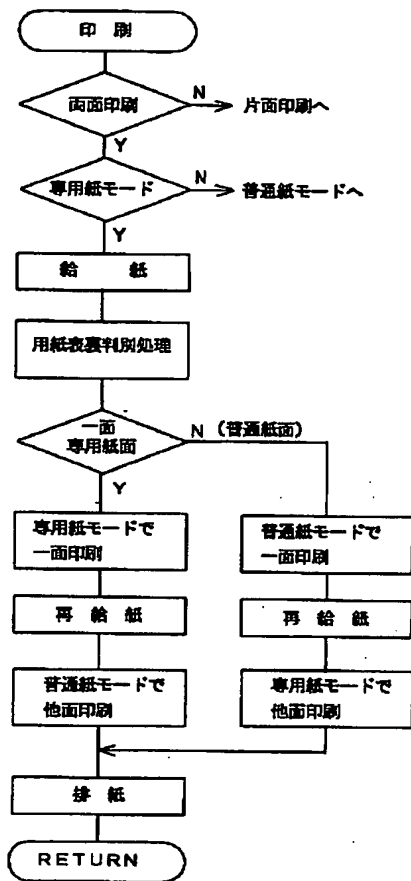 印 刷
両面印刷
N
片面印刷へ
Y
専用紙モード
N
普通紙モードへ
Y
給 紙
用紙表裏判別処理
一面
専用紙面
N (普通紙面)
Y
専用紙モードで
一面印刷
普通紙モードで
一面印刷
再 給 紙
再 給 紙
普通紙モードで
他面印刷
専用紙モードで
他面印刷
排 紙
RETURN